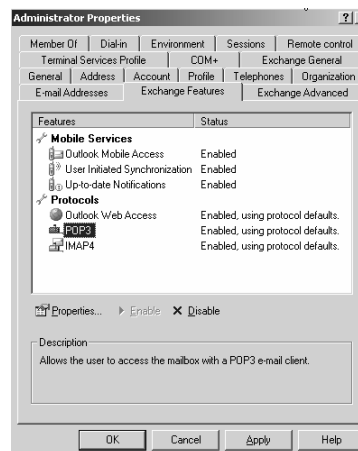 Administrator Properties
Member Of Dial-in Environment Sessions Remote control
Terminal Services Profile COM+ Exchange General
General Address Account Profile Telephones Organization
E-mail Addresses Exchange Features Exchange Advanced
Features Status
Mobile Services
Outlook Mobile Access Enabled
User Initiated Synchronization Enabled
Up-to-date Notifications Enabled
Protocols
Outlook Web Access Enabled, using protocol defaults.
POP3 Enabled, using protocol defaults.
IMAP4 Enabled, using protocol defaults.
Properties... Enable Disable
Description
Allows the user to access the mailbox with a POP3 e-mail client.
OK Cancel Apply Help